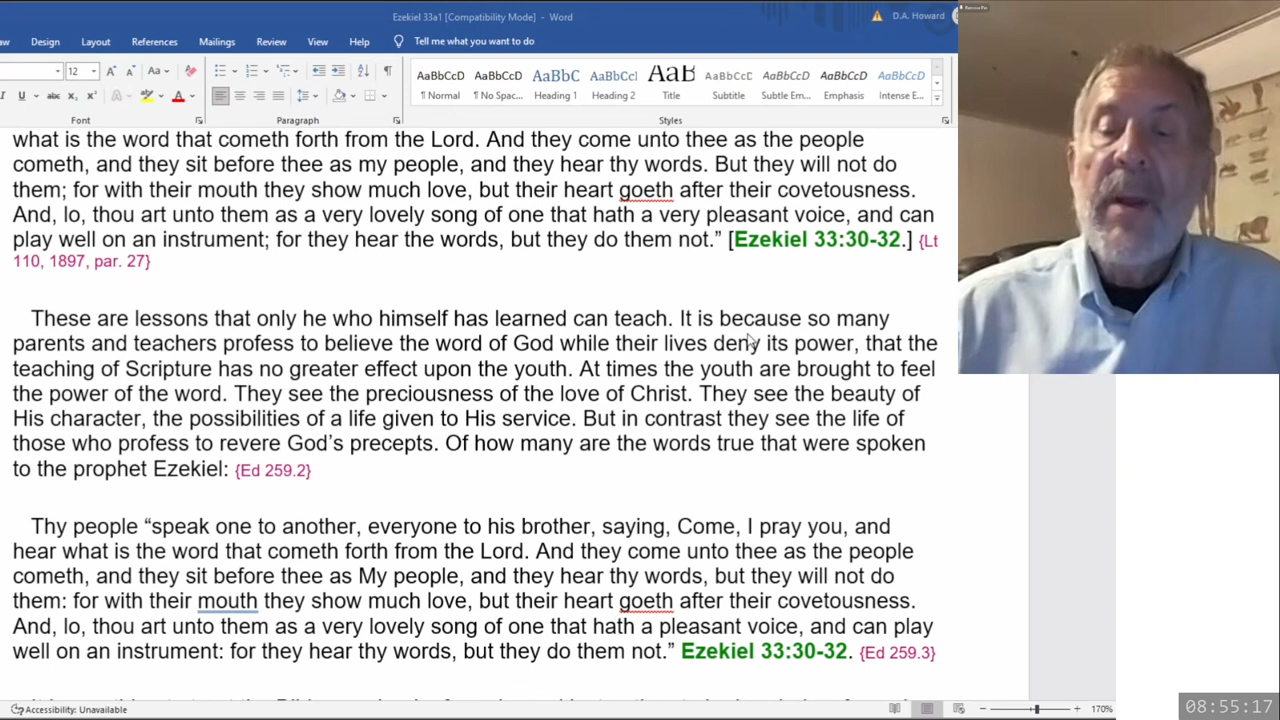 Ezekiel 33a1 [Compatibility Mode] - Word
D.A. Howard
Design Layout References Mailings Review View Help Tell me what you want to do
12
Aa
U abc x₂ x² A A
AaBbCcD AaBbCcD AaBbC AaBbCcl AaB AaBbCcD AaBbCcD AaBbCcD AaBbCcD
¶ Normal ¶ No Spac... Heading 1 Heading 2 Title Subtitle Subtle Em... Emphasis Intense E...
Font Paragraph Styles
what is the word that cometh forth from the Lord. And they come unto thee as the people
cometh, and they sit before thee as my people, and they hear thy words. But they will not do
them; for with their mouth they show much love, but their heart goeth after their covetousness.
And, lo, thou art unto them as a very lovely song of one that hath a very pleasant voice, and can
play well on an instrument; for they hear the words, but they do them not.” [Ezekiel 33:30-32.] {Lt
110, 1897, par. 27}
These are lessons that only he who himself has learned can teach. It is because so many
parents and teachers profess to believe the word of God while their lives deny its power, that the
teaching of Scripture has no greater effect upon the youth. At times the youth are brought to feel
the power of the word. They see the preciousness of the love of Christ. They see the beauty of
His character, the possibilities of a life given to His service. But in contrast they see the life of
those who profess to revere God’s precepts. Of how many are the words true that were spoken
to the prophet Ezekiel: {Ed 259.2}
Thy people “speak one to another, everyone to his brother, saying, Come, I pray you, and
hear what is the word that cometh forth from the Lord. And they come unto thee as the people
cometh, and they sit before thee as My people, and they hear thy words, but they will not do
them: for with their mouth they show much love, but their heart goeth after their covetousness.
And, lo, thou art unto them as a very lovely song of one that hath a pleasant voice, and can play
well on an instrument: for they hear thy words, but they do them not.” Ezekiel 33:30-32. {Ed 259.3}
Accessibility: Unavailable
170%
08:55:17